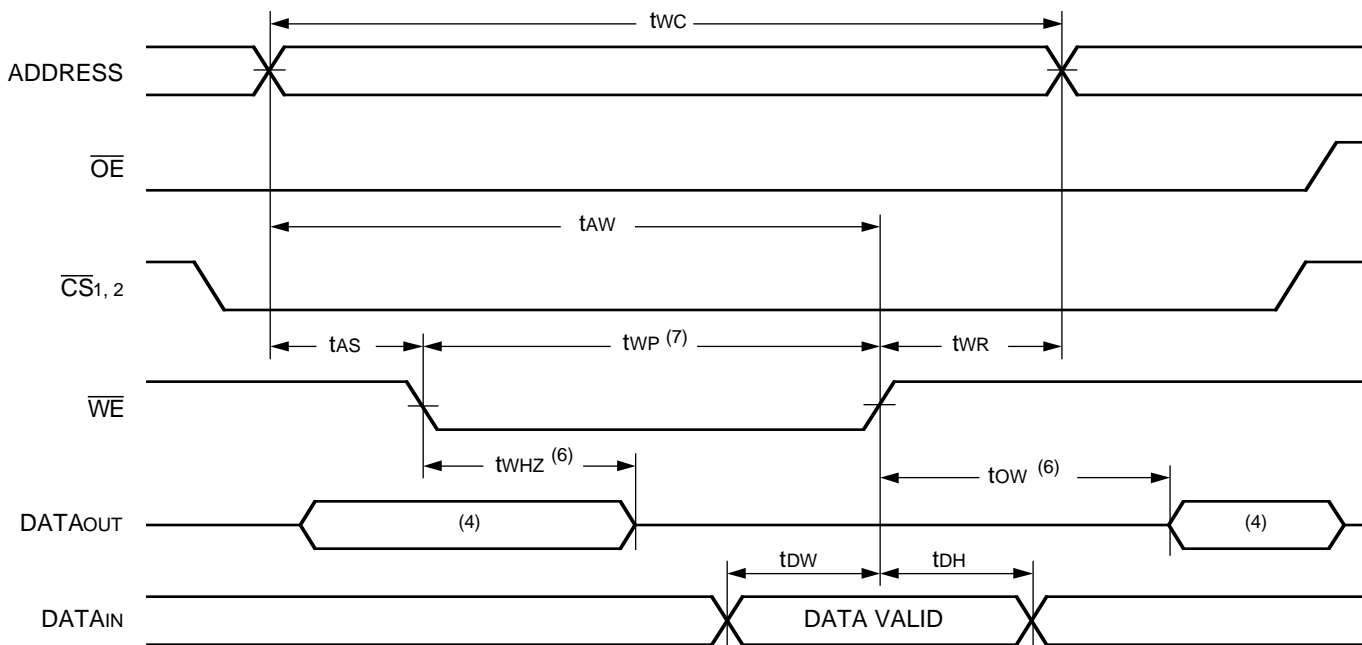 tWC
ADDRESS
OE
tAW
CS1, 2
tAS
tWP (7)
tWR
WE
tWHZ (6)
tOW (6)
DATAOUT
(4)
(4)
tDW
tDH
DATAIN
DATA VALID